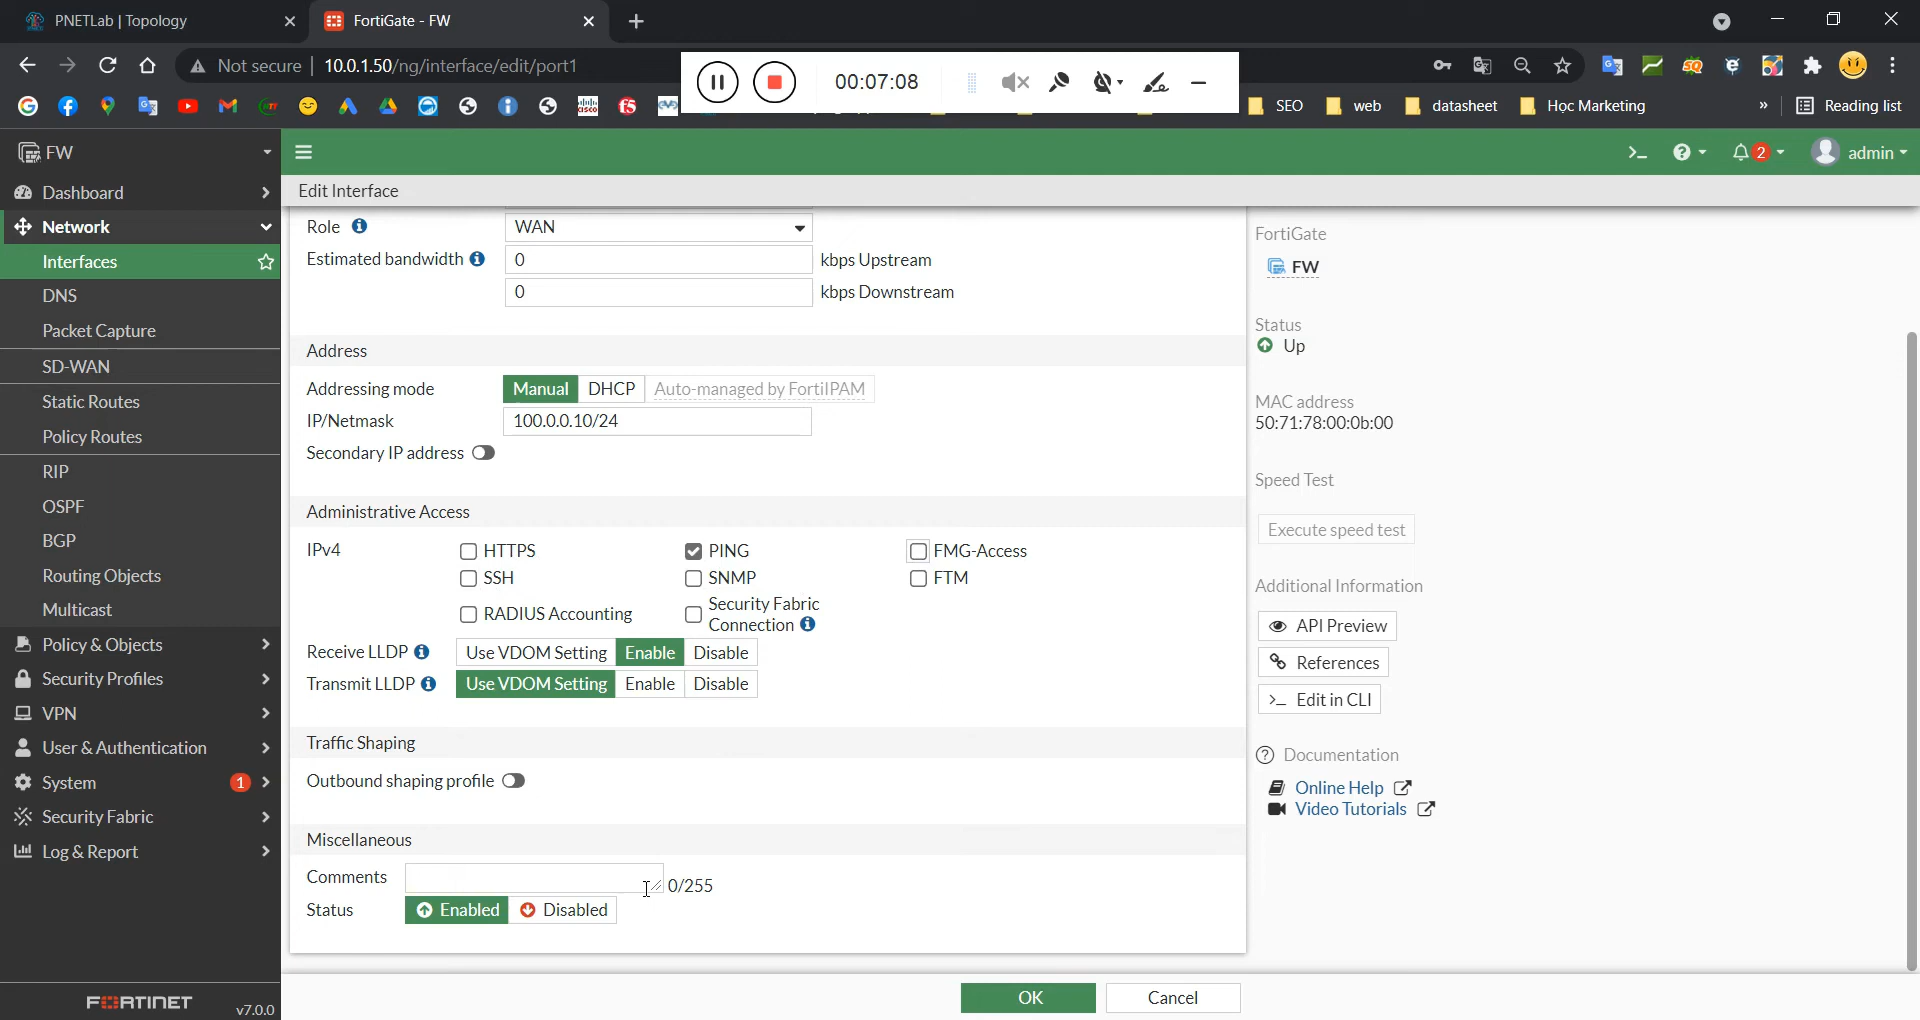 PNETLab | Topology
FortiGate - FW
Not secure | 10.0.1.50/ng/interface/edit/port1
00:07:08
SEO
web
datasheet
Học Marketing
»
Reading list
FW
>_
2
admin
Dashboard
Edit Interface
Network
Interfaces
DNS
Packet Capture
SD-WAN
Static Routes
Policy Routes
RIP
OSPF
BGP
Routing Objects
Multicast
Policy & Objects
Security Profiles
VPN
User & Authentication
System 1
Security Fabric
Log & Report
FORTINET v7.0.0
Role WAN
Estimated bandwidth 0 kbps Upstream
0 kbps Downstream
Address
Addressing mode Manual DHCP Auto-managed by FortiIPAM
IP/Netmask 100.0.0.10/24
Secondary IP address
Administrative Access
IPv4 HTTPS PING FMG-Access
SSH SNMP FTM
RADIUS Accounting Security Fabric
Connection
Receive LLDP Use VDOM Setting Enable Disable
Transmit LLDP Use VDOM Setting Enable Disable
Traffic Shaping
Outbound shaping profile
Miscellaneous
Comments 0/255
Status Enabled Disabled
OK Cancel
FortiGate
FW
Status
Up
MAC address
50:71:78:00:0b:00
Speed Test
Execute speed test
Additional Information
API Preview
References
>_ Edit in CLI
Documentation
Online Help
Video Tutorials